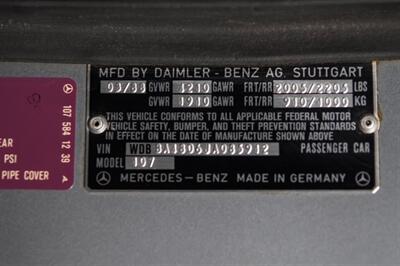 MFD BY DAIMLER - BENZ AG, STUTTGART
03/88 GVWR 4210 GAWR FRT/RR 2005/2205 LBS
GVWR 1910 GAWR FRT/RR 910/1000 KG
THIS VEHICLE CONFORMS TO ALL APPLICABLE FEDERAL MOTOR
VEHICLE SAFETY, BUMPER, AND THEFT PREVENTION STANDARDS
IN EFFECT ON THE DATE OF MANUFACTURE SHOWN ABOVE
VIN WDB PASSENGER CAR
MODEL 107
MERCEDES-BENZ MADE IN GERMANY
EAR
PSI
PIPE COVER
107 584 12 39 A